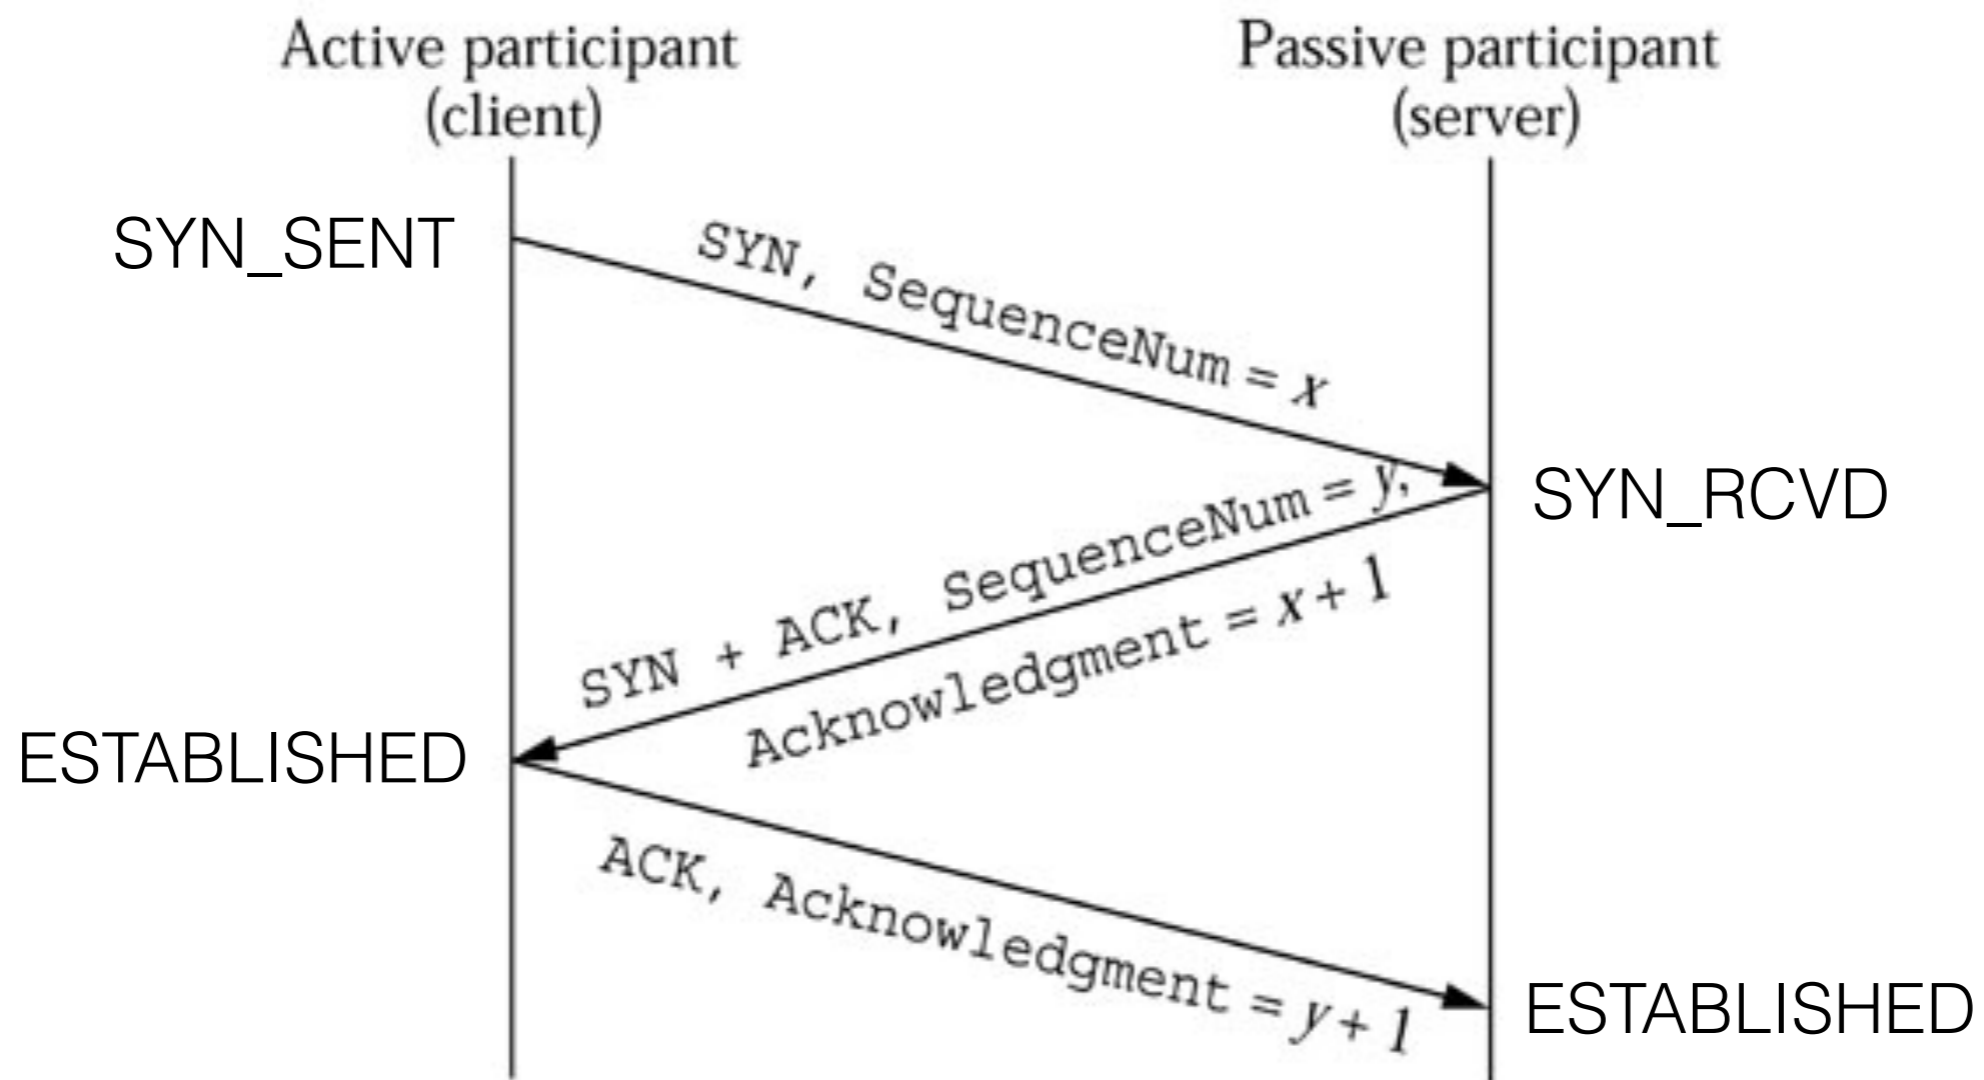 Active participant
(client)
Passive participant
(server)
SYN_SENT
SYN, SequenceNum = x
SYN_RCVD
SYN + ACK, SequenceNum = y,
Acknowledgment = x + 1
ESTABLISHED
ACK, Acknowledgment = y + 1
ESTABLISHED